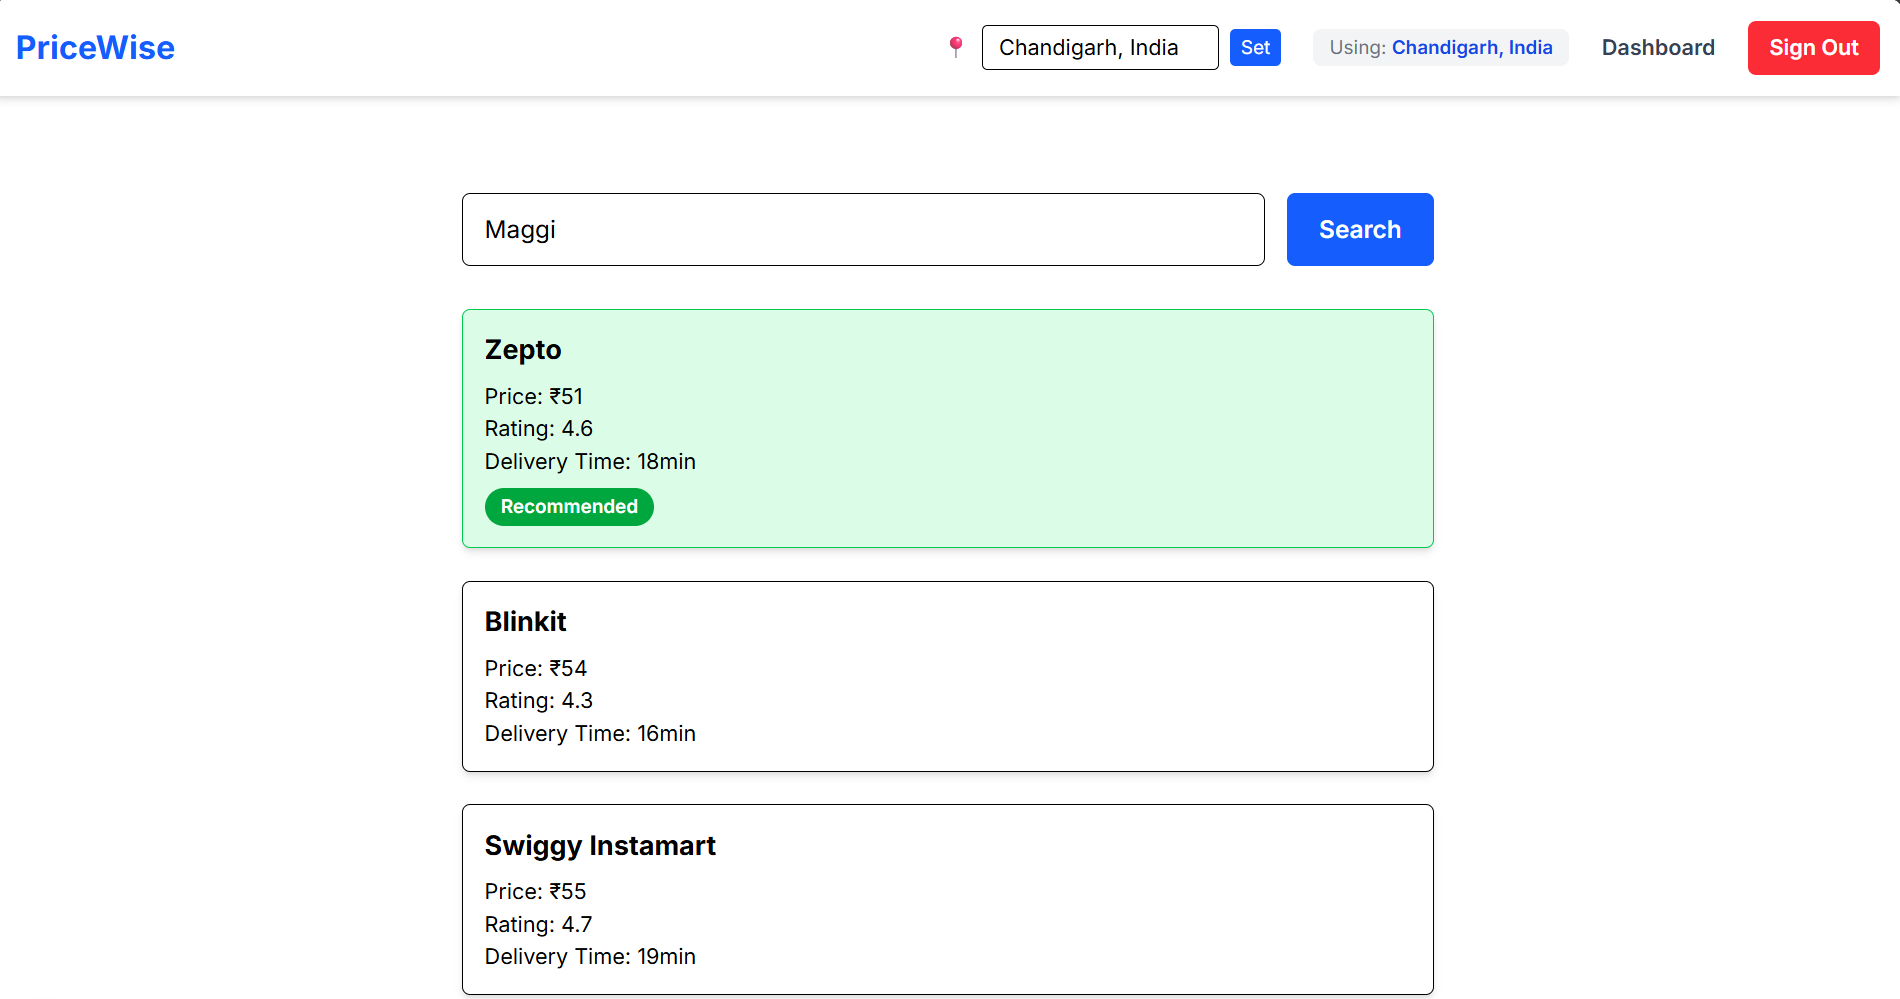 PriceWise
Chandigarh, India
Set
Using: Chandigarh, India
Dashboard
Sign Out
Maggi
Search
Zepto
Price: ₹51
Rating: 4.6
Delivery Time: 18min
Recommended
Blinkit
Price: ₹54
Rating: 4.3
Delivery Time: 16min
Swiggy Instamart
Price: ₹55
Rating: 4.7
Delivery Time: 19min